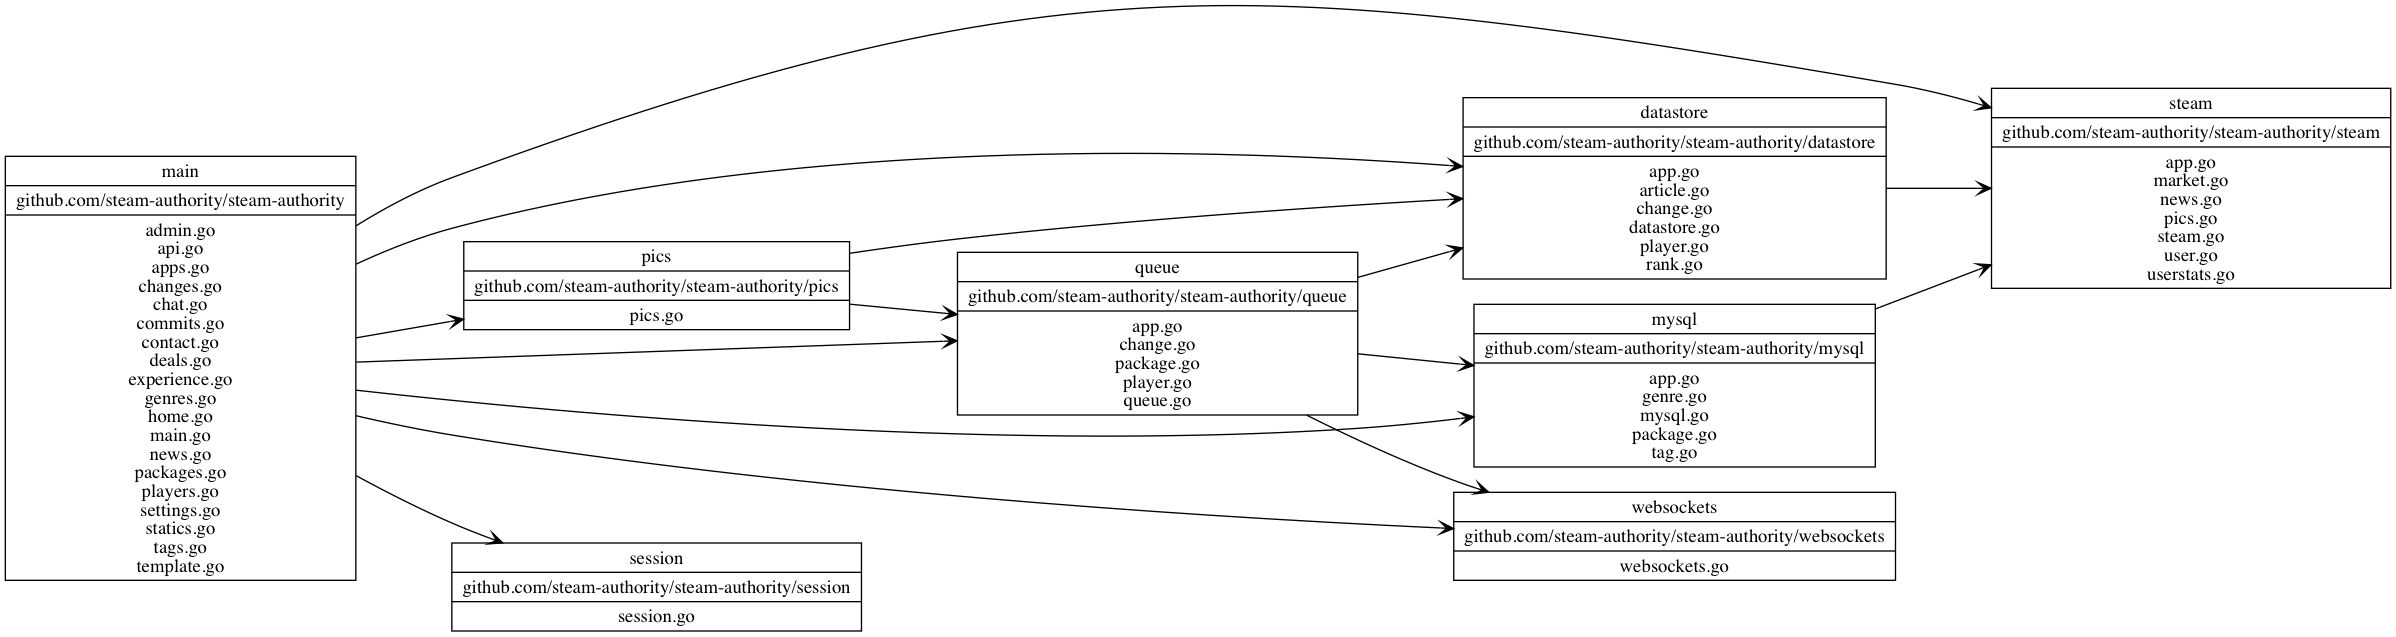 main
github.com/steam-authority/steam-authority
admin.go
api.go
apps.go
changes.go
chat.go
commits.go
contact.go
deals.go
experience.go
genres.go
home.go
main.go
news.go
packages.go
players.go
settings.go
statics.go
tags.go
template.go
pics
github.com/steam-authority/steam-authority/pics
pics.go
session
github.com/steam-authority/steam-authority/session
session.go
queue
github.com/steam-authority/steam-authority/queue
app.go
change.go
package.go
player.go
queue.go
datastore
github.com/steam-authority/steam-authority/datastore
app.go
article.go
change.go
datastore.go
player.go
rank.go
mysql
github.com/steam-authority/steam-authority/mysql
app.go
genre.go
mysql.go
package.go
tag.go
websockets
github.com/steam-authority/steam-authority/websockets
websockets.go
steam
github.com/steam-authority/steam-authority/steam
app.go
market.go
news.go
pics.go
steam.go
user.go
userstats.go